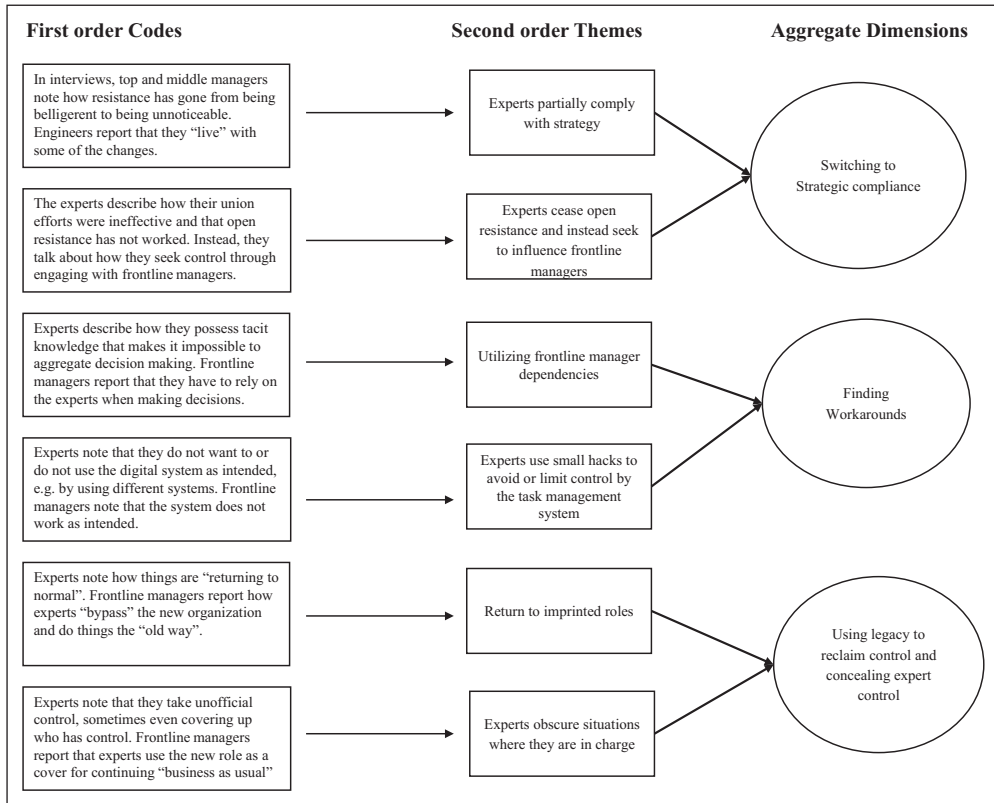 First order Codes
Second order Themes
Aggregate Dimensions
In interviews, top and middle managers
note how resistance has gone from being
belligerent to being unnoticeable.
Engineers report that they “live” with
some of the changes.
Experts partially comply
with strategy
Switching to
Strategic compliance
The experts describe how their union
efforts were ineffective and that open
resistance has not worked. Instead, they
talk about how they seek control through
engaging with frontline managers.
Experts cease open
resistance and instead seek
to influence frontline
managers
Experts describe how they possess tacit
knowledge that makes it impossible to
aggregate decision making. Frontline
managers report that they have to rely on
the experts when making decisions.
Utilizing frontline manager
dependencies
Finding
Workarounds
Experts note that they do not want to or
do not use the digital system as intended,
e.g. by using different systems. Frontline
managers note that the system does not
work as intended.
Experts use small hacks to
avoid or limit control by
the task management
system
Experts note how things are “returning to
normal”. Frontline managers report how
experts “bypass” the new organization
and do things the “old way”.
Return to imprinted roles
Using legacy to
reclaim control and
concealing expert
control
Experts note that they take unofficial
control, sometimes even covering up
who has control. Frontline managers
report that experts use the new role as a
cover for continuing “business as usual”
Experts obscure situations
where they are in charge